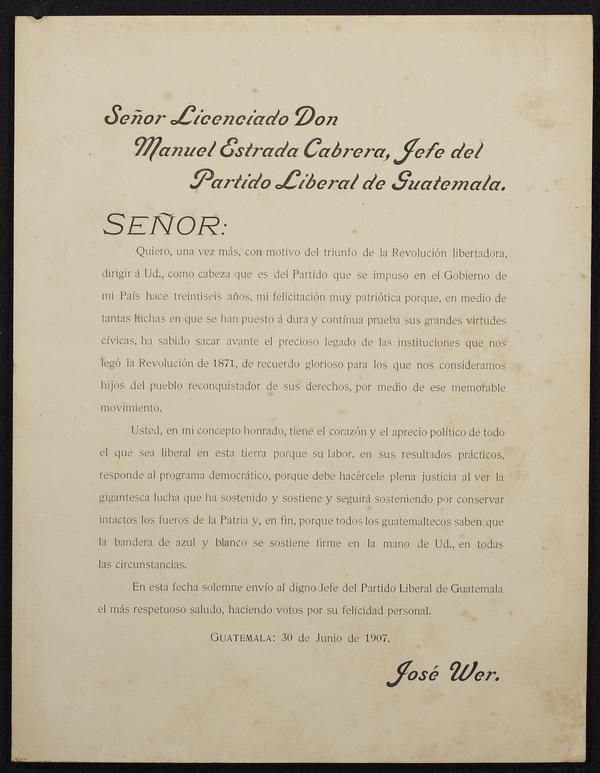 Señor Licenciado Don
Manuel Estrada Cabrera, Jefe del
Partido Liberal de Guatemala.
SEÑOR:
Quiero, una vez más, con motivo del triunfo de la Revolución libertadora,
dirigir á Ud., como cabeza que es del Partido que se impuso en el Gobierno de
mi País hace treintiseis años, mi felicitación muy patriótica porque, en medio de
tantas luchas en que se han puesto á dura y contínua prueba sus grandes virtudes
cívicas, ha sabido sacar avante el precioso legado de las instituciones que nos
legó la Revolución de 1871, de recuerdo glorioso para los que nos consideramos
hijos del pueblo reconquistador de sus derechos, por medio de ese memorable
movimiento.
Usted, en mi concepto honrado, tiene el corazón y el aprecio político de todo
el que sea liberal en esta tierra porque su labor, en sus resultados prácticos,
responde al programa democrático, porque debe hacércele plena justicia al ver la
gigantesca lucha que ha sostenido y sostiene y seguirá sosteniendo por conservar
intactos los fueros de la Patria y, en fin, porque todos los guatemaltecos saben que
la bandera de azul y blanco se sostiene firme en la mano de Ud., en todas
las circunstancias.
En esta fecha solemne envío al digno Jefe del Partido Liberal de Guatemala
el más respetuoso saludo, haciendo votos por su felicidad personal.
GUATEMALA: 30 de Junio de 1907.
José Wer.